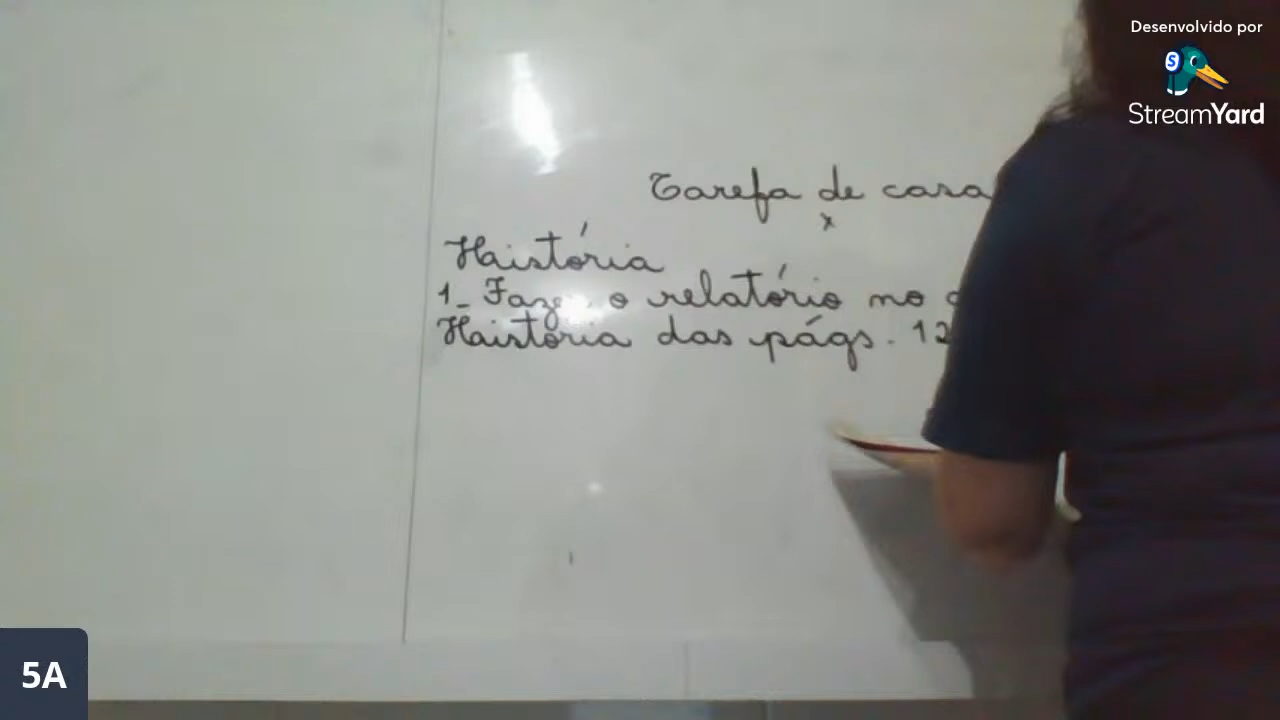 Desenvolvido por
StreamYard
Tarefa de casa
x
História
1_ Fazer o relatório no
História das págs. 12
5A